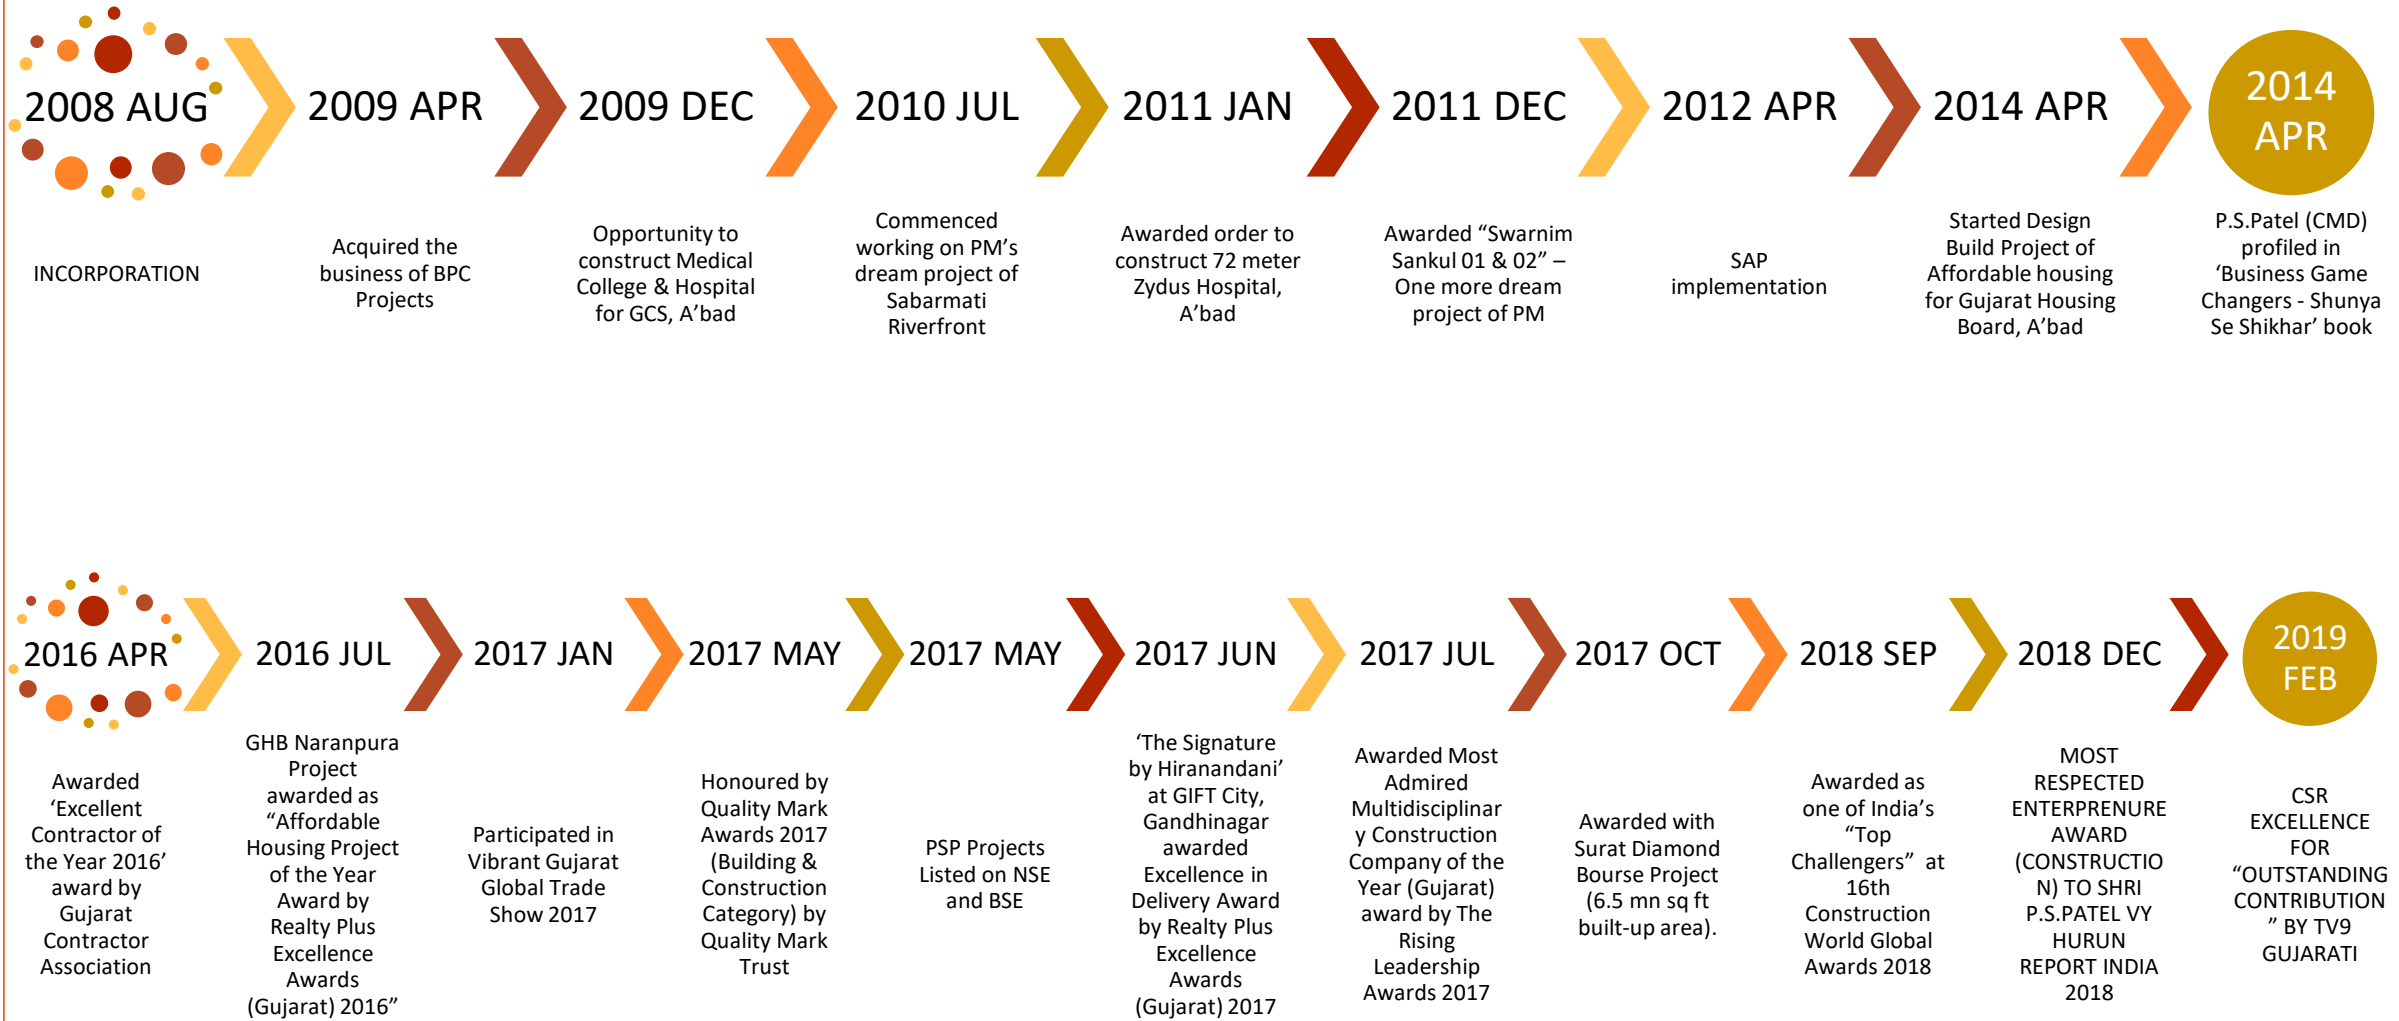 2008 AUG
2009 APR
2009 DEC
2010 JUL
2011 JAN
2011 DEC
2012 APR
2014 APR
2014
APR
INCORPORATION
Acquired the
business of BPC
Projects
Opportunity to
construct Medical
College & Hospital
for GCS, A’bad
Commenced
working on PM’s
dream project of
Sabarmati
Riverfront
Awarded order to
construct 72 meter
Zydus Hospital,
A’bad
Awarded “Swarnim
Sankul 01 & 02” –
One more dream
project of PM
SAP
implementation
Started Design
Build Project of
Affordable housing
for Gujarat Housing
Board, A’bad
P.S.Patel (CMD)
profiled in
‘Business Game
Changers - Shunya
Se Shikhar’ book
2016 APR
2016 JUL
2017 JAN
2017 MAY
2017 MAY
2017 JUN
2017 JUL
2017 OCT
2018 SEP
2018 DEC
2019
FEB
Awarded
‘Excellent
Contractor of
the Year 2016’
award by
Gujarat
Contractor
Association
GHB Naranpura
Project
awarded as
“Affordable
Housing Project
of the Year
Award by
Realty Plus
Excellence
Awards
(Gujarat) 2016”
Participated in
Vibrant Gujarat
Global Trade
Show 2017
Honoured by
Quality Mark
Awards 2017
(Building &
Construction
Category) by
Quality Mark
Trust
PSP Projects
Listed on NSE
and BSE
‘The Signature
by Hiranandani’
at GIFT City,
Gandhinagar
awarded
Excellence in
Delivery Award
by Realty Plus
Excellence
Awards
(Gujarat) 2017
Awarded Most
Admired
Multidisciplinar
y Construction
Company of the
Year (Gujarat)
award by The
Rising
Leadership
Awards 2017
Awarded with
Surat Diamond
Bourse Project
(6.5 mn sq ft
built-up area).
Awarded as
one of India’s
“Top
Challengers” at
16th
Construction
World Global
Awards 2018
MOST
RESPECTED
ENTERPRENURE
AWARD
(CONSTRUCTIO
N) TO SHRI
P.S.PATEL VY
HURUN
REPORT INDIA
2018
CSR
EXCELLENCE
FOR
“OUTSTANDING
CONTRIBUTION
” BY TV9
GUJARATI